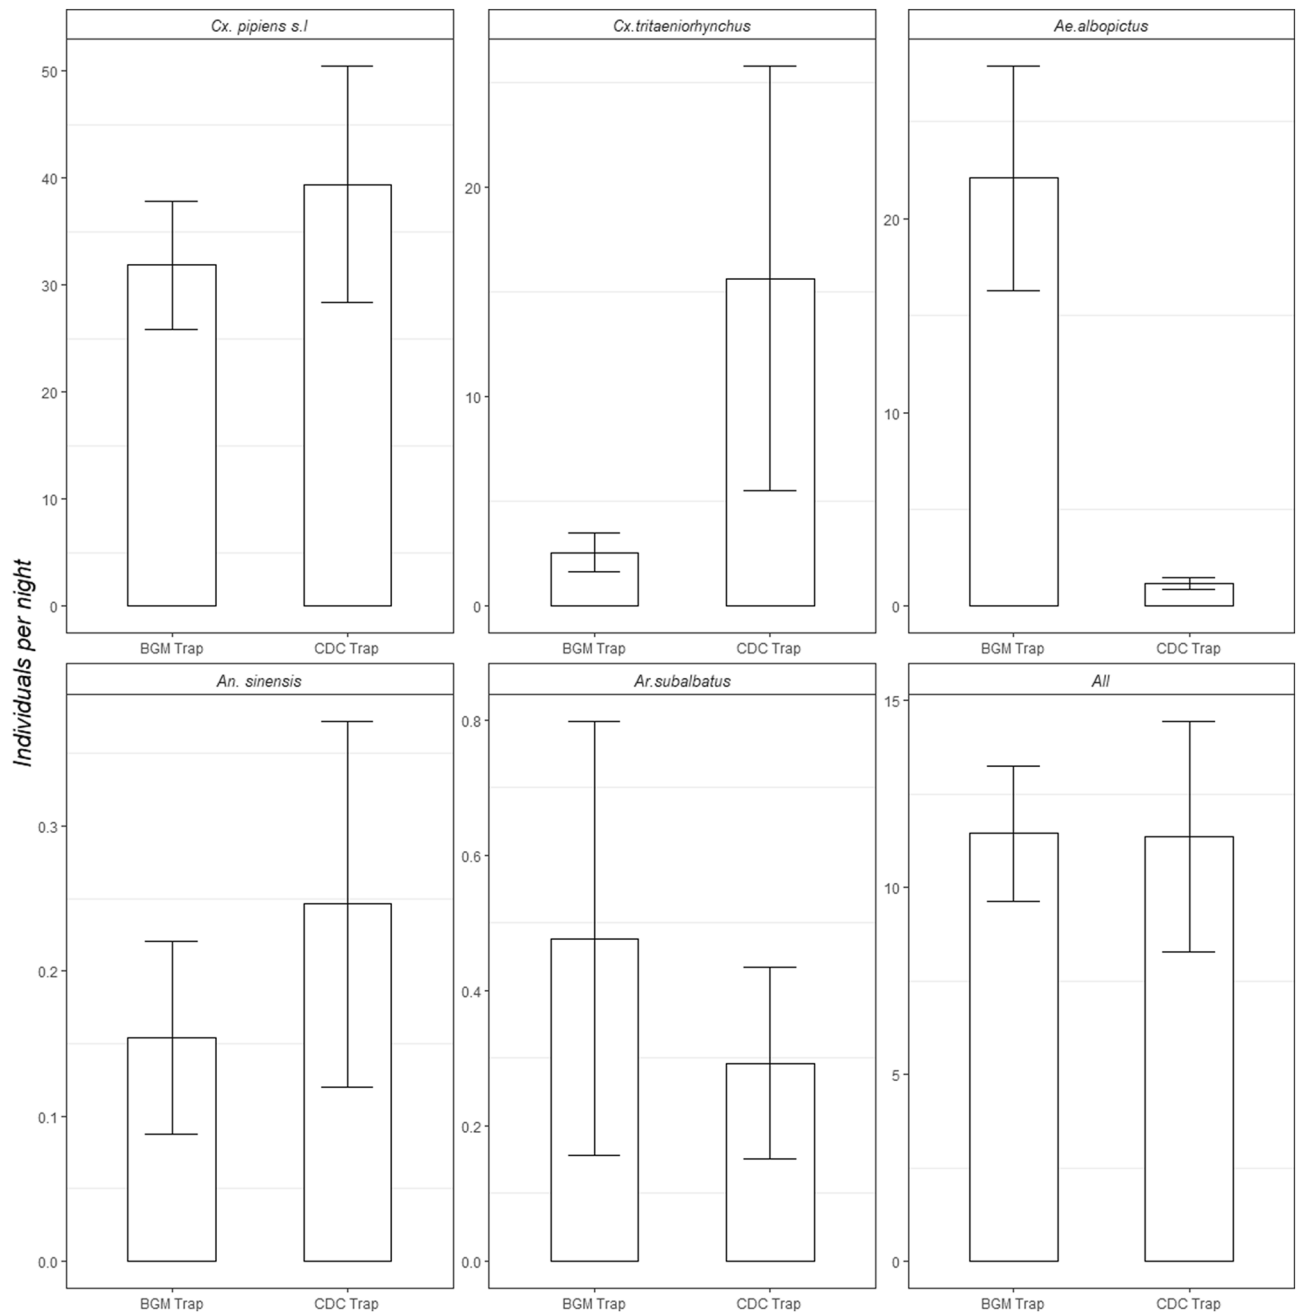 Cx. pipiens s.l
Cx.tritaeniorhynchus
Ae.albopictus
50
40
30
20
10
0
20
10
0
20
10
0
BGM Trap
CDC Trap
BGM Trap
CDC Trap
BGM Trap
CDC Trap
Individuals per night
An. sinensis
Ar.subalbatus
All
0.3
0.2
0.1
0.0
0.8
0.6
0.4
0.2
0.0
15
10
5
0
BGM Trap
CDC Trap
BGM Trap
CDC Trap
BGM Trap
CDC Trap